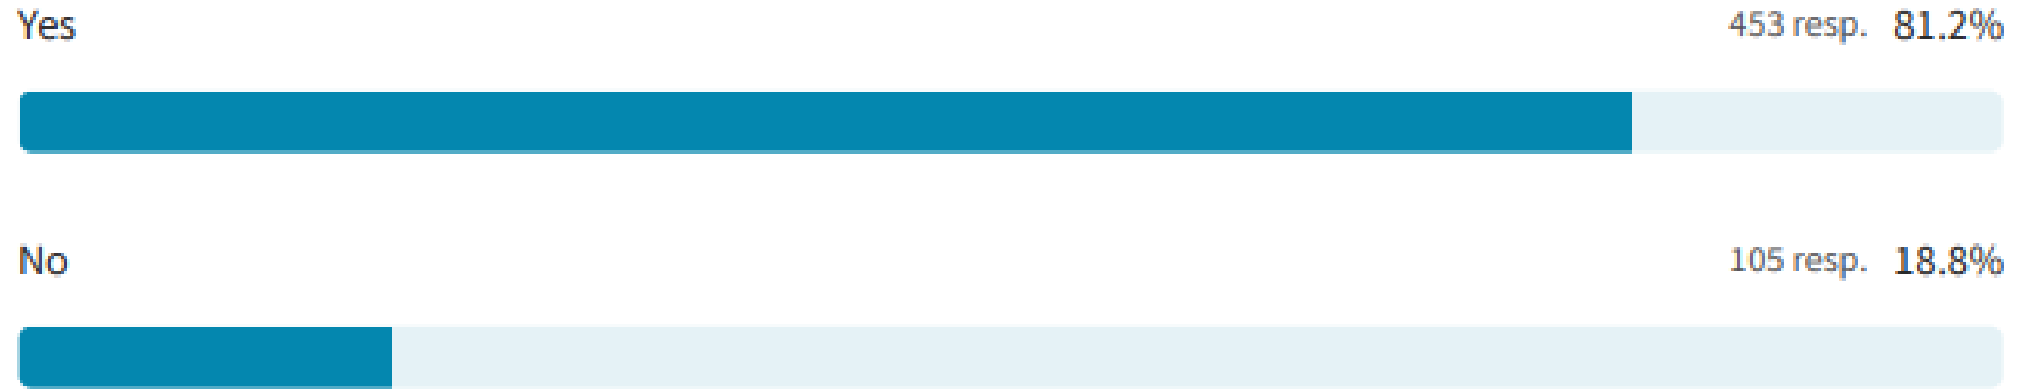 Yes 453 resp. 81.2%
No 105 resp. 18.8%